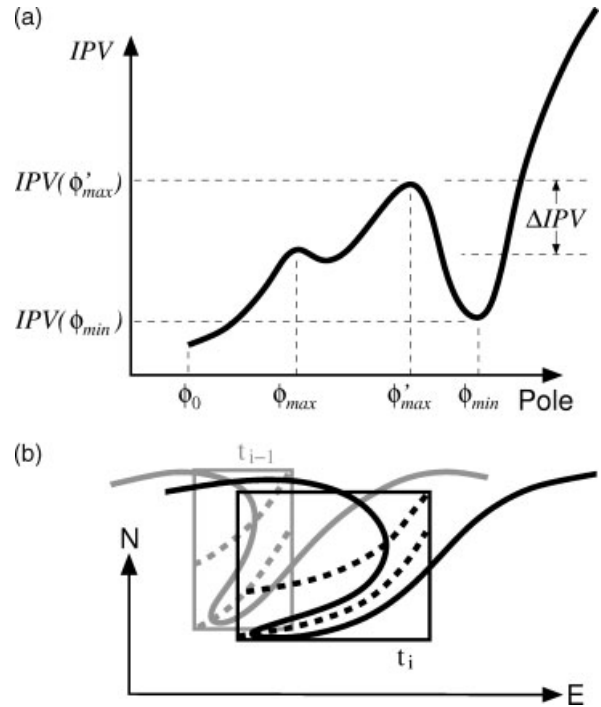 (a)
IPV
IPV(ϕ'max)
ΔIPV
IPV(ϕmin)
ϕ0 ϕmax ϕ'max ϕmin Pole
(b)
ti−1
N
ti
E